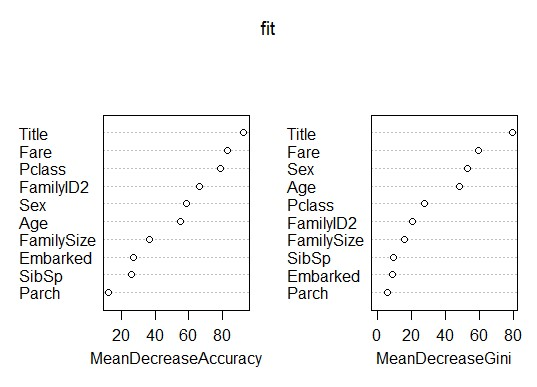 fit
Title
Fare
Pclass
FamilyID2
Sex
Age
FamilySize
Embarked
SibSp
Parch
20 40 60 80
MeanDecreaseAccuracy
Title
Fare
Sex
Age
Pclass
FamilyID2
FamilySize
SibSp
Embarked
Parch
0 20 40 60 80
MeanDecreaseGini